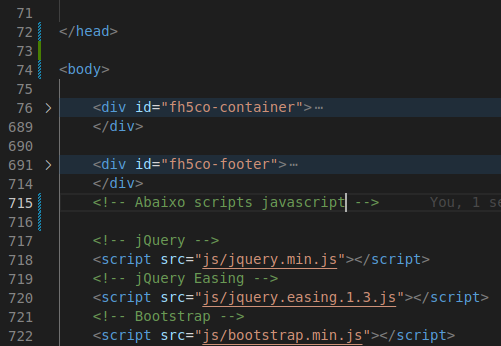 71
72 </head>
73
74 <body>
75
76 <div id="fh5co-container">⋯
689 </div>
690
691 <div id="fh5co-footer">⋯
714 </div>
715 <!-- Abaixo scripts javascript --> You, 1 se
716
717 <!-- jQuery -->
718 <script src="js/jquery.min.js"></script>
719 <!-- jQuery Easing -->
720 <script src="js/jquery.easing.1.3.js"></script>
721 <!-- Bootstrap -->
722 <script src="js/bootstrap.min.js"></script>